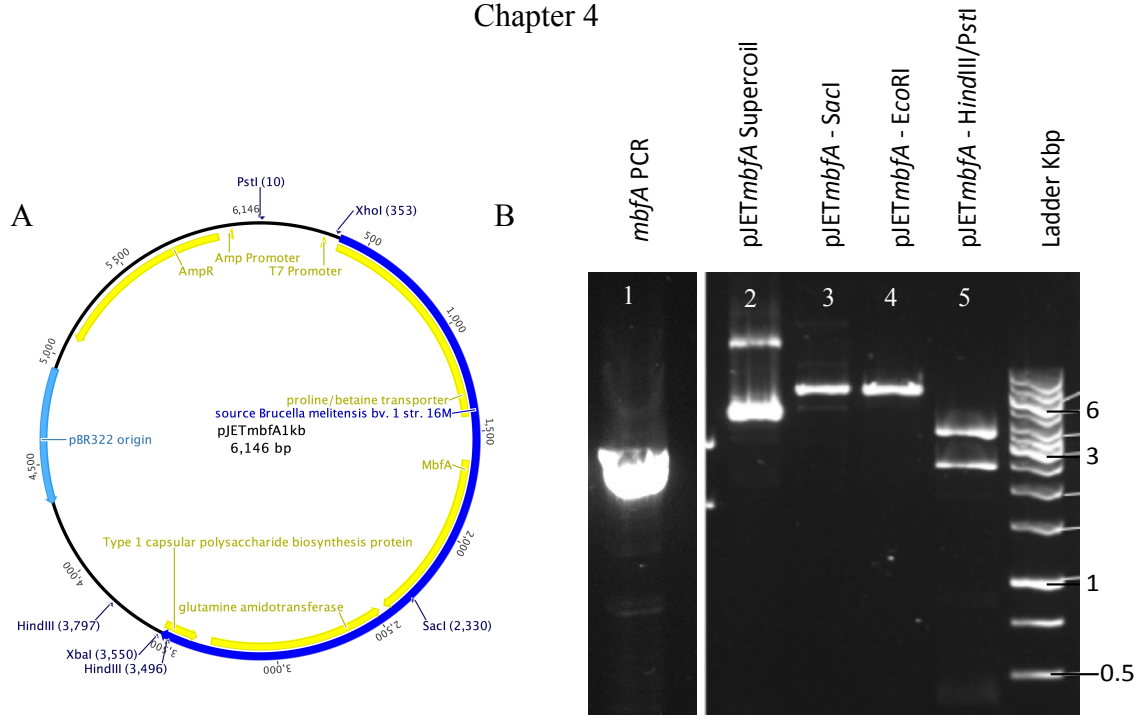 Chapter 4
A
PstI (10)
6,146
XhoI (353)
500
5,500
Amp Promoter
T7 Promoter
AmpR
1,000
5,000
proline/betaine transporter
source Brucella melitensis bv. 1 str. 16M
pJETmbfA1kb
6,146 bp
1,500
pBR322 origin
MbfA
4,500
Type 1 capsular polysaccharide biosynthesis protein
2,000
4,000
glutamine amidotransferase
HindIII (3,797)
2,500
SacI (2,330)
XbaI (3,550)
3,500
HindIII (3,496)
3,000
B
mbfA PCR
pJETmbfA Supercoil
pJETmbfA - SacI
pJETmbfA - EcoRI
pJETmbfA - HindIII/PstI
Ladder Kbp
1
2
3
4
5
6
3
1
0.5